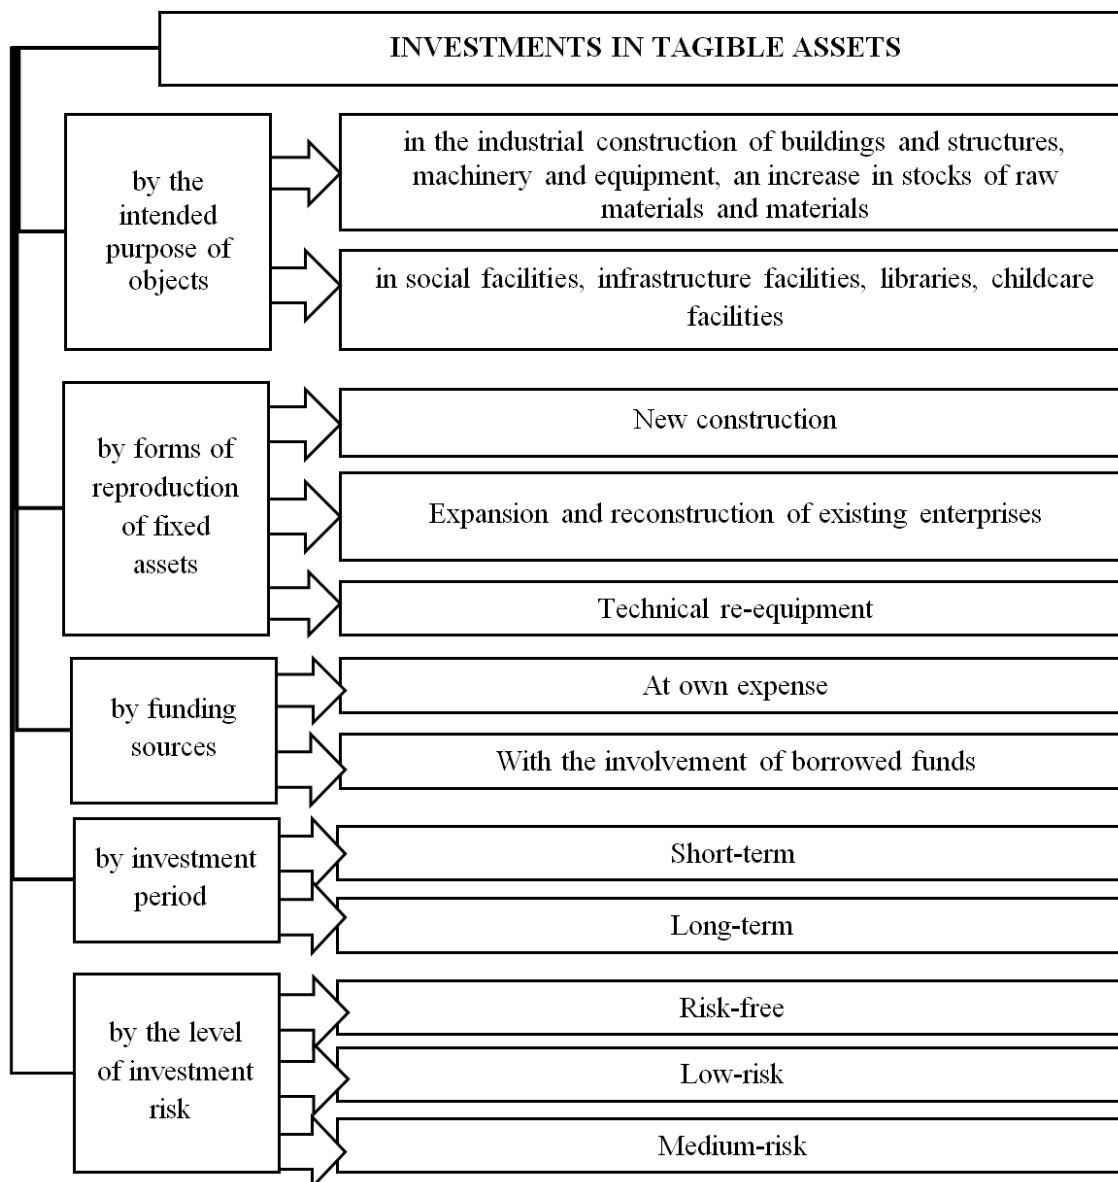 INVESTMENTS IN TAGIBLE ASSETS
by the
intended
purpose of
objects
in the industrial construction of buildings and structures,
machinery and equipment, an increase in stocks of raw
materials and materials
in social facilities, infrastructure facilities, libraries, childcare
facilities
by forms of
reproduction
of fixed
assets
New construction
Expansion and reconstruction of existing enterprises
Technical re-equipment
by funding
sources
At own expense
With the involvement of borrowed funds
by investment
period
Short-term
Long-term
by the level
of investment
risk
Risk-free
Low-risk
Medium-risk